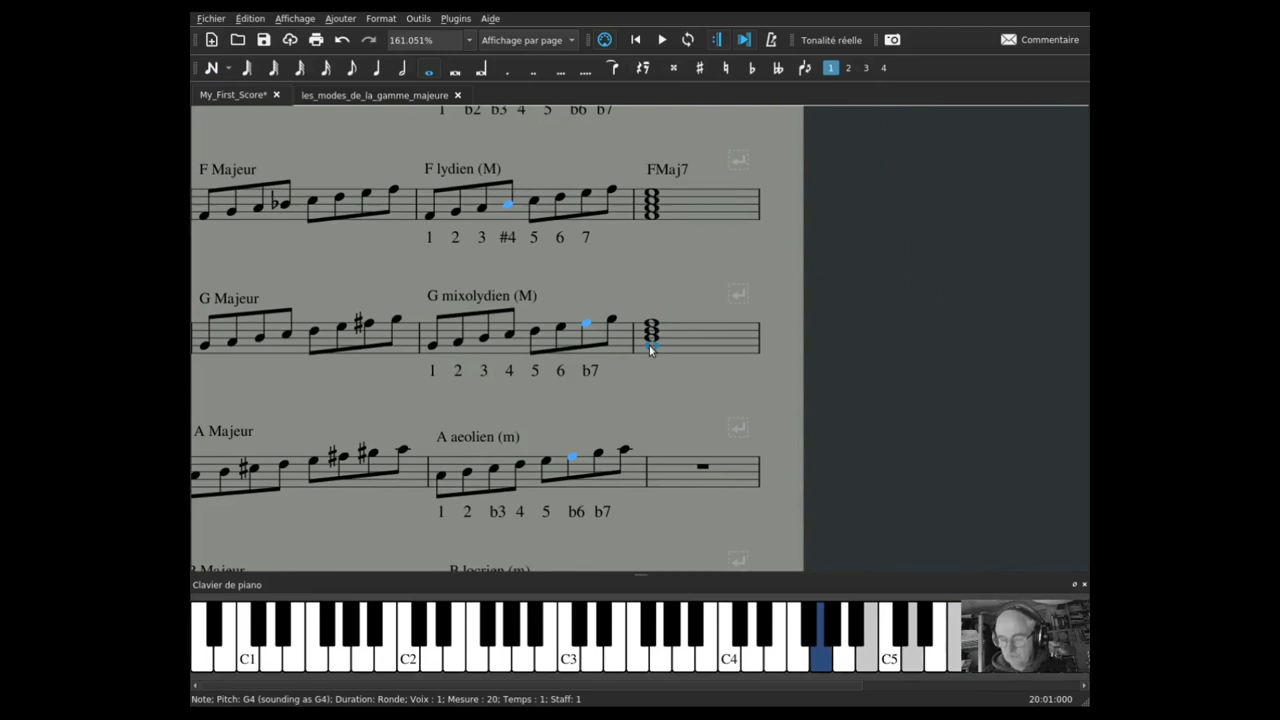 Fichier Édition Affichage Ajouter Format Outils Plugins Aide
161.051% Affichage par page Tonalité réelle Commentaire
1 2 3 4
My_First_Score* les_modes_de_la_gamme_majeure
1 b2 b3 4 5 b6 b7
F Majeur F lydien (M) FMaj7
1 2 3 #4 5 6 7
G Majeur G mixolydien (M)
1 2 3 4 5 6 b7
A Majeur A aeolien (m)
1 2 b3 4 5 b6 b7
B Majeur B locrien (m)
Clavier de piano
C1 C2 C3 C4 C5
Note; Pitch: G4 (sounding as G4); Duration: Ronde; Voix : 1; Mesure : 20; Temps : 1; Staff: 1 20:01:000